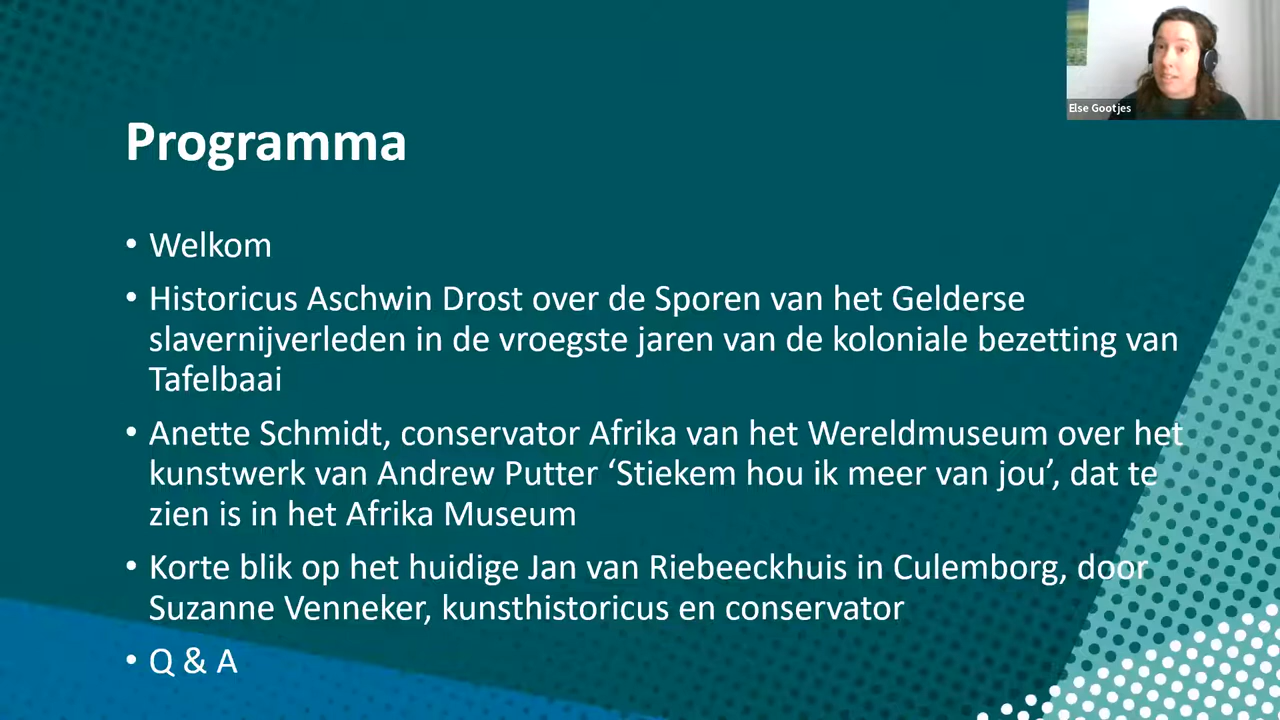 Else Gootjes
Programma
• Welkom
• Historicus Aschwin Drost over de Sporen van het Gelderse
slavernijverleden in de vroegste jaren van de koloniale bezetting van
Tafelbaai
• Anette Schmidt, conservator Afrika van het Wereldmuseum over het
kunstwerk van Andrew Putter ‘Stiekem hou ik meer van jou’, dat te
zien is in het Afrika Museum
• Korte blik op het huidige Jan van Riebeeckhuis in Culemborg, door
Suzanne Venneker, kunsthistoricus en conservator
• Q & A